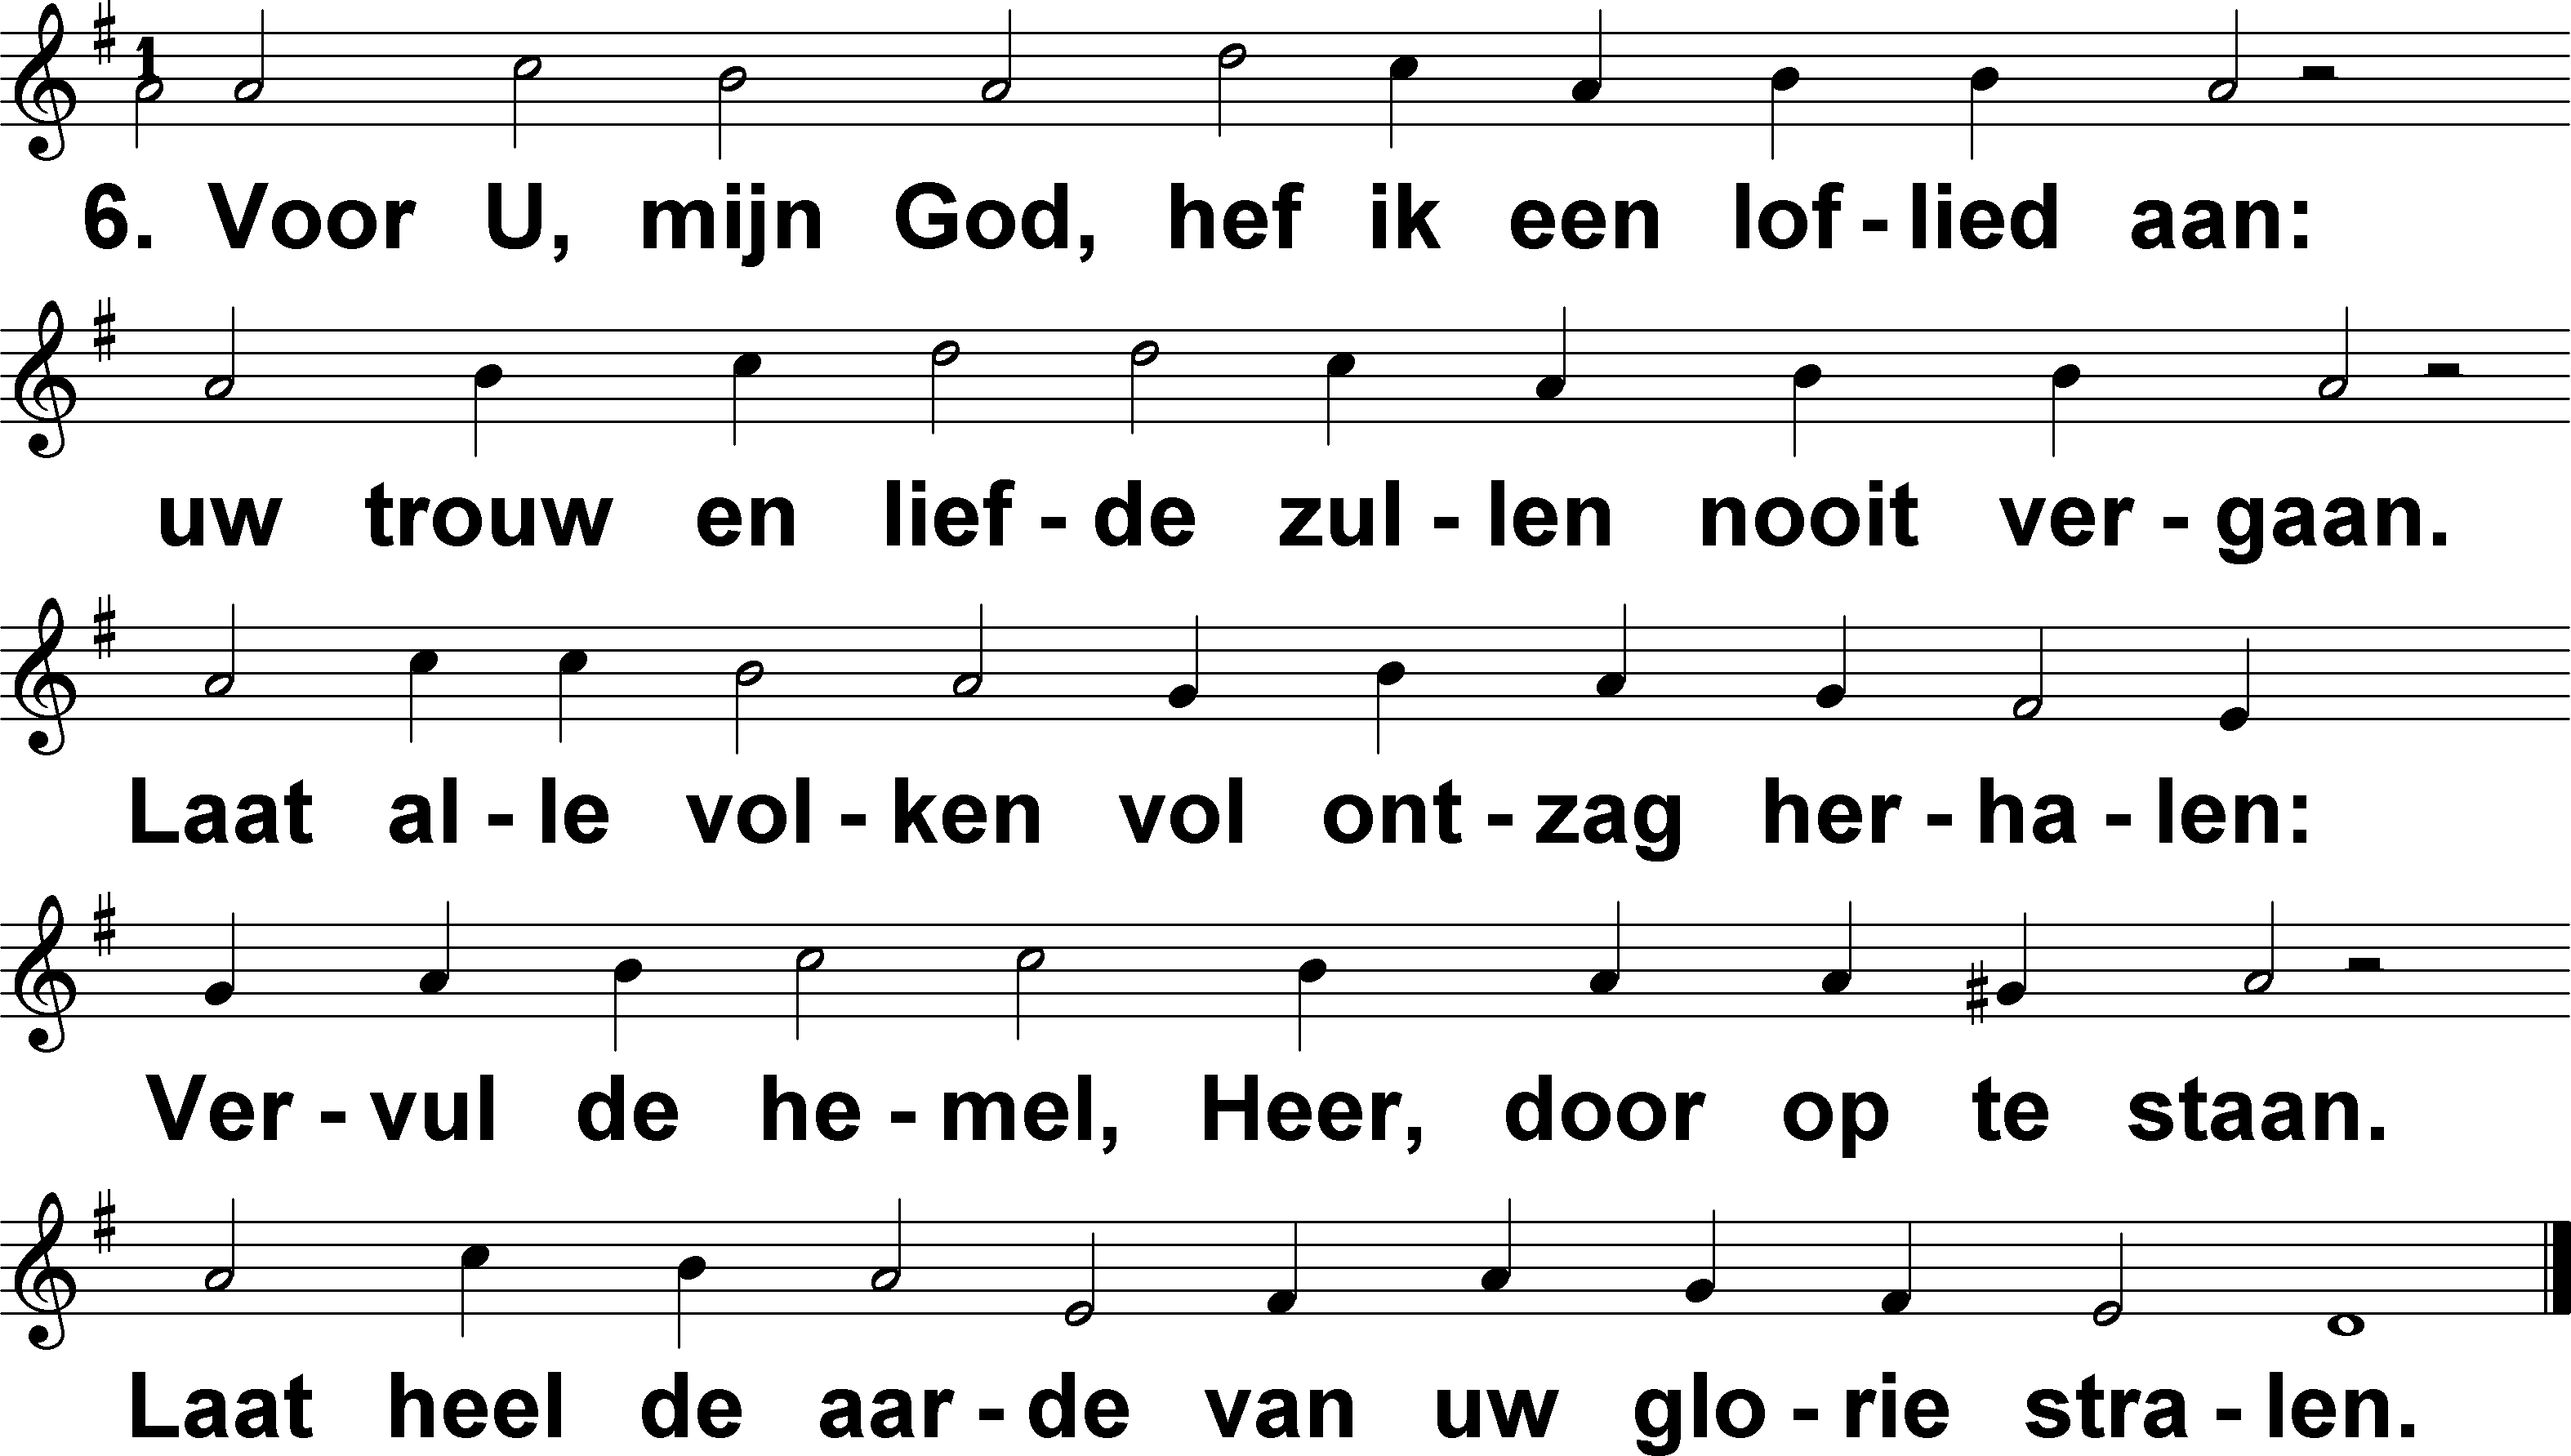 1
6. Voor U, mijn God, hef ik een lof - lied aan:
uw trouw en lief - de zul - len nooit ver - gaan.
Laat al - le vol - ken vol ont - zag her - ha - len:
Ver - vul de he - mel, Heer, door op te staan.
Laat heel de aar - de van uw glo - rie stra - len.